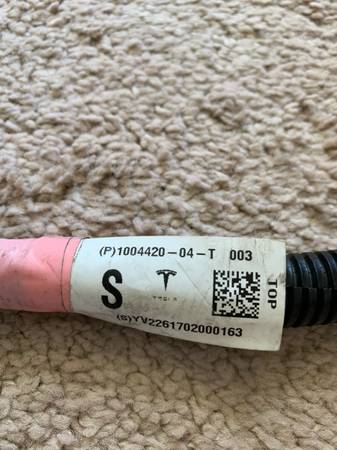 (P)1004420-04-T 003
S
TESLA
TOP
(S)YV2261702000163